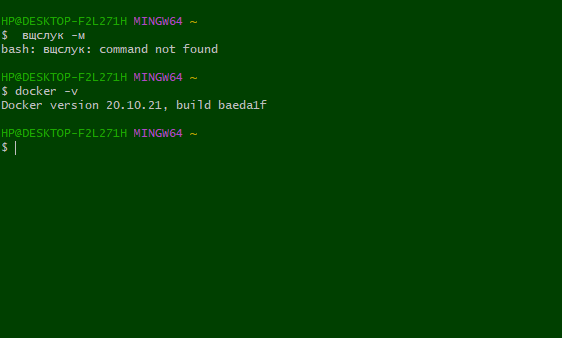 HP@DESKTOP-F2L271H MINGW64 ~
$  вщслук -м
bash: вщслук: command not found
HP@DESKTOP-F2L271H MINGW64 ~
$ docker -v
Docker version 20.10.21, build baeda1f
HP@DESKTOP-F2L271H MINGW64 ~
$